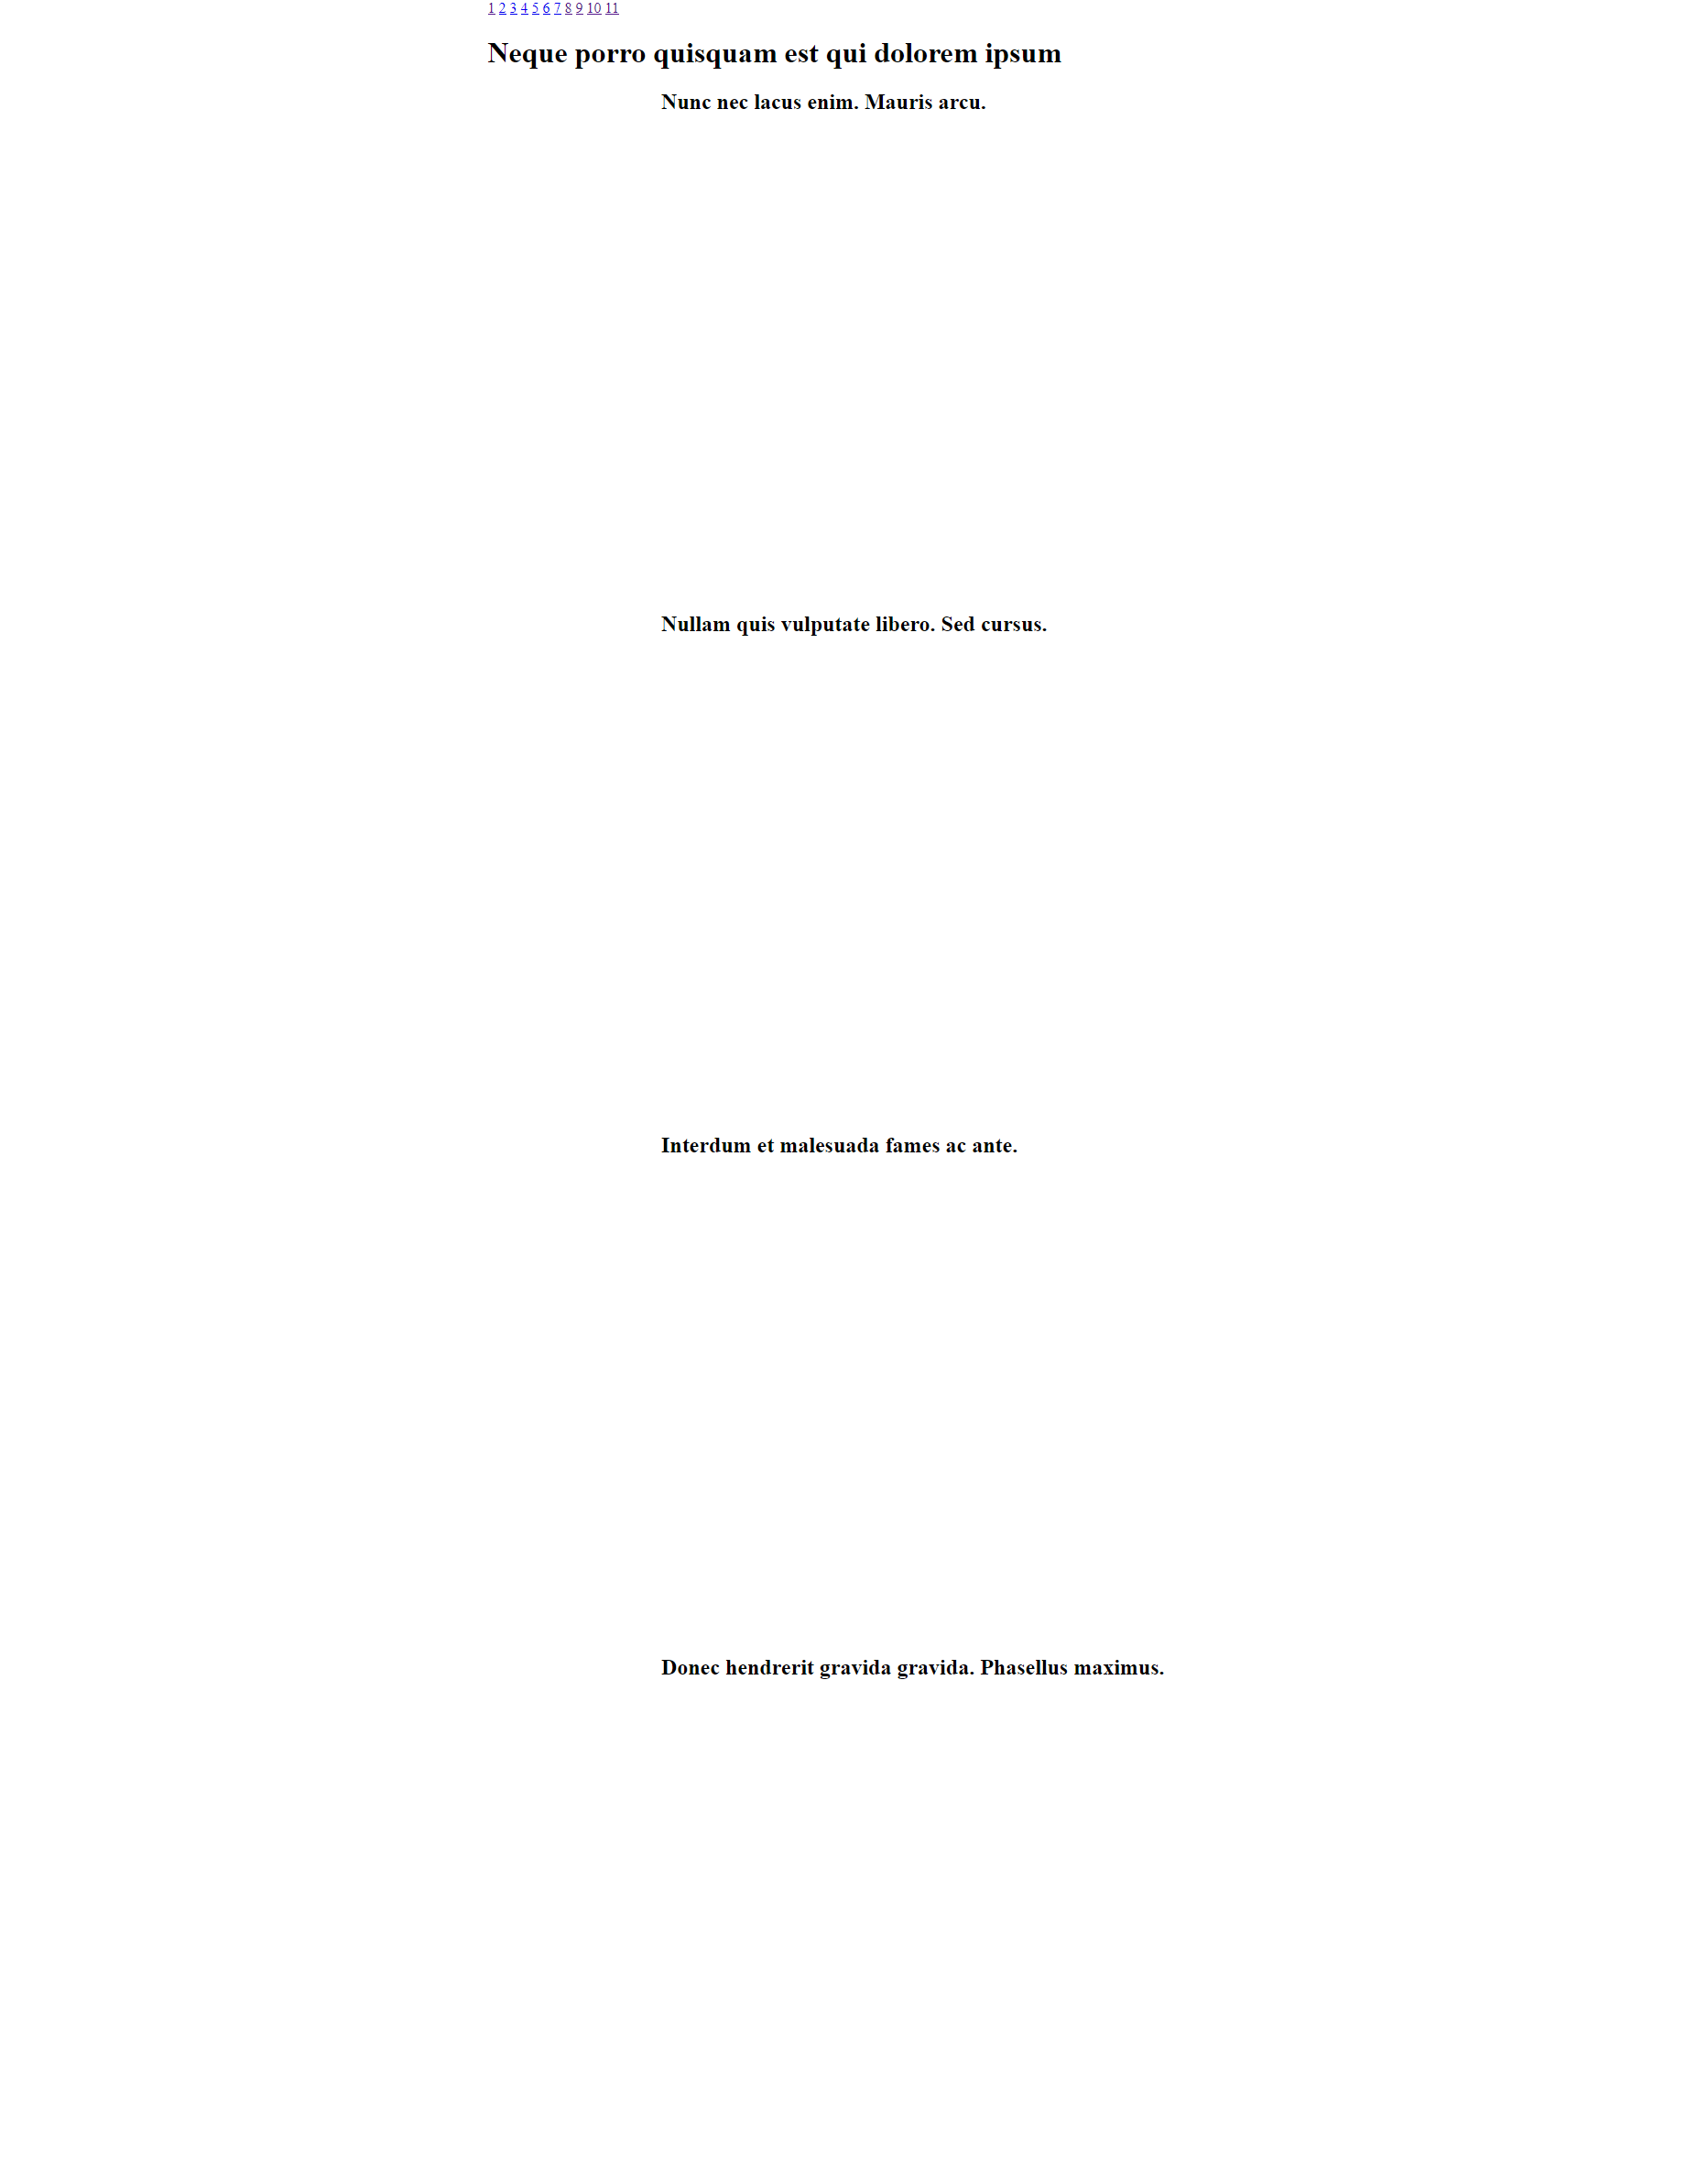 1 2 3 4 5 6 7 8 9 10 11
Neque porro quisquam est qui dolorem ipsum
Nunc nec lacus enim. Mauris arcu.
Nullam quis vulputate libero. Sed cursus.
Interdum et malesuada fames ac ante.
Donec hendrerit gravida gravida. Phasellus maximus.